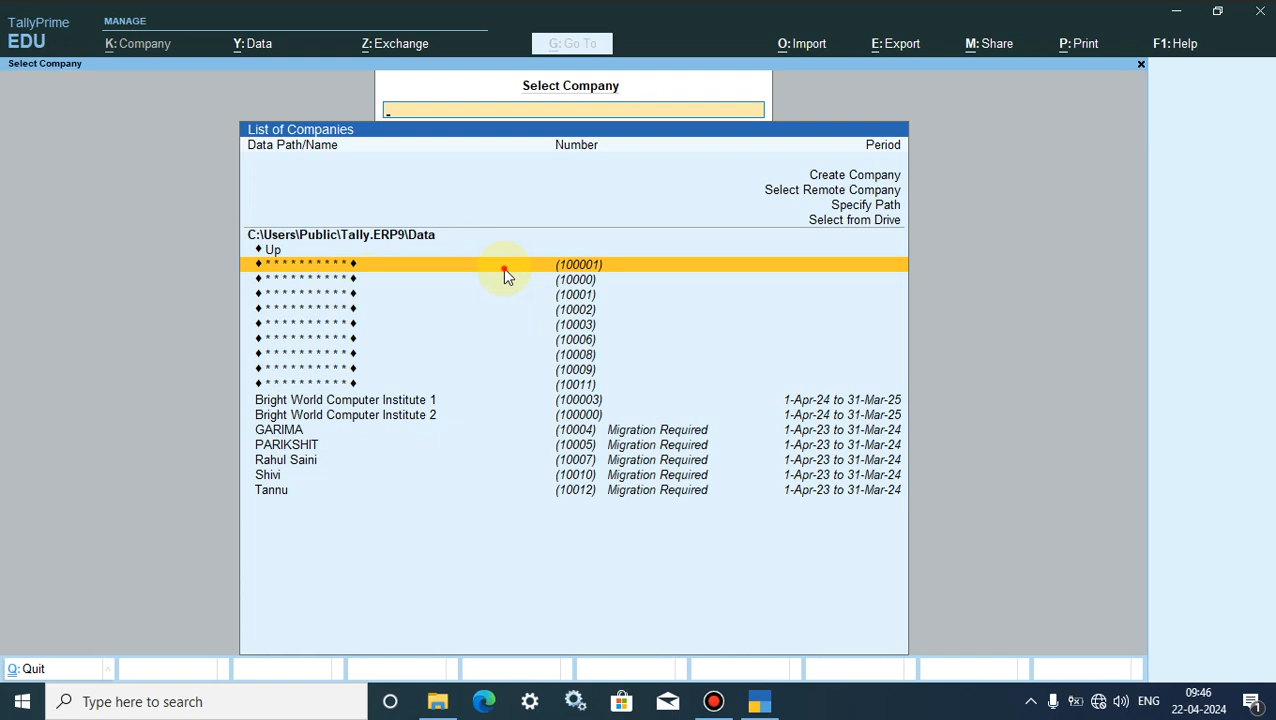 TallyPrime
EDU
MANAGE
K: Company
Y: Data
Z: Exchange
G: Go To
O: Import
E: Export
M: Share
P: Print
F1: Help
Select Company
Select Company
List of Companies
Data Path/Name Number Period
Create Company
Select Remote Company
Specify Path
Select from Drive
C:\Users\Public\Tally.ERP9\Data
♦ Up
♦ * * * * * * * * * * ♦ (100001)
♦ * * * * * * * * * * ♦ (10000)
♦ * * * * * * * * * * ♦ (10001)
♦ * * * * * * * * * * ♦ (10002)
♦ * * * * * * * * * * ♦ (10003)
♦ * * * * * * * * * * ♦ (10006)
♦ * * * * * * * * * * ♦ (10008)
♦ * * * * * * * * * * ♦ (10009)
♦ * * * * * * * * * * ♦ (10011)
Bright World Computer Institute 1 (100003) 1-Apr-24 to 31-Mar-25
Bright World Computer Institute 2 (100000) 1-Apr-24 to 31-Mar-25
GARIMA (10004) Migration Required 1-Apr-23 to 31-Mar-24
PARIKSHIT (10005) Migration Required 1-Apr-23 to 31-Mar-24
Rahul Saini (10007) Migration Required 1-Apr-23 to 31-Mar-24
Shivi (10010) Migration Required 1-Apr-23 to 31-Mar-24
Tannu (10012) Migration Required 1-Apr-23 to 31-Mar-24
Q: Quit
Type here to search
ENG
09:46
22-04-2024
1